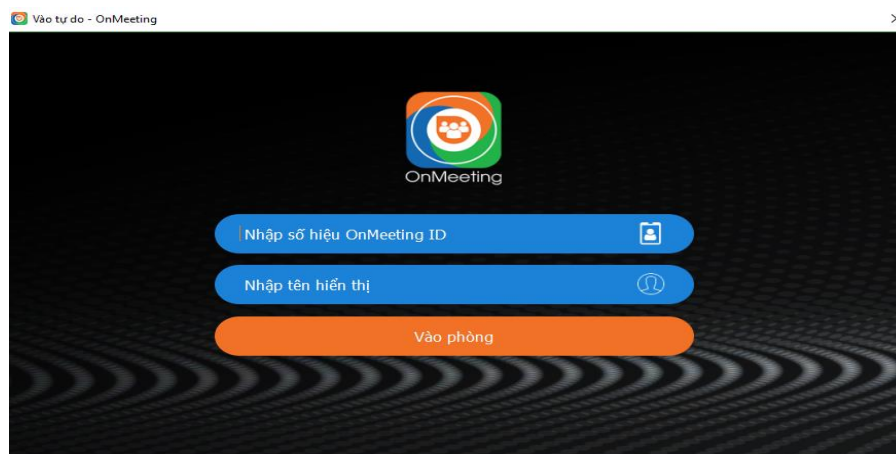 Vào tự do - OnMeeting
OnMeeting
Nhập số hiệu OnMeeting ID
Nhập tên hiển thị
Vào phòng